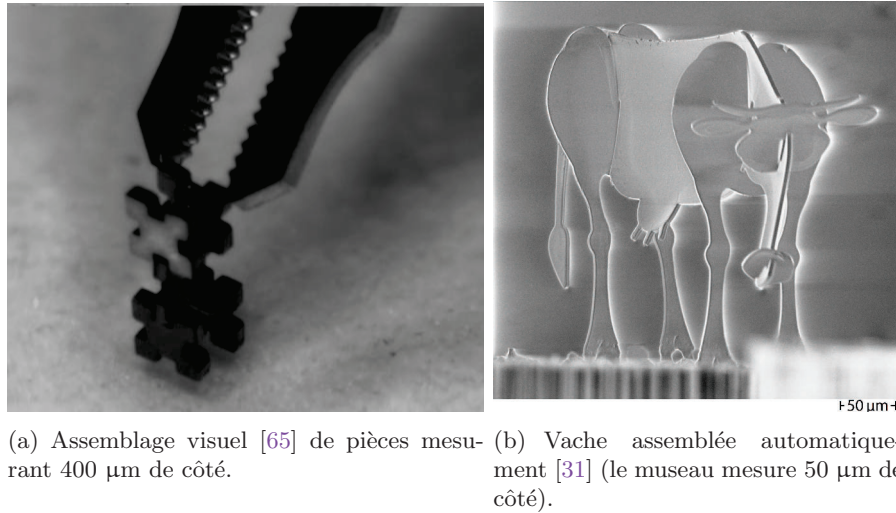 50 µm
(a) Assemblage visuel [65] de pièces mesu-
rant 400 µm de côté.
(b) Vache assemblée automatique-
ment [31] (le museau mesure 50 µm de
côté).